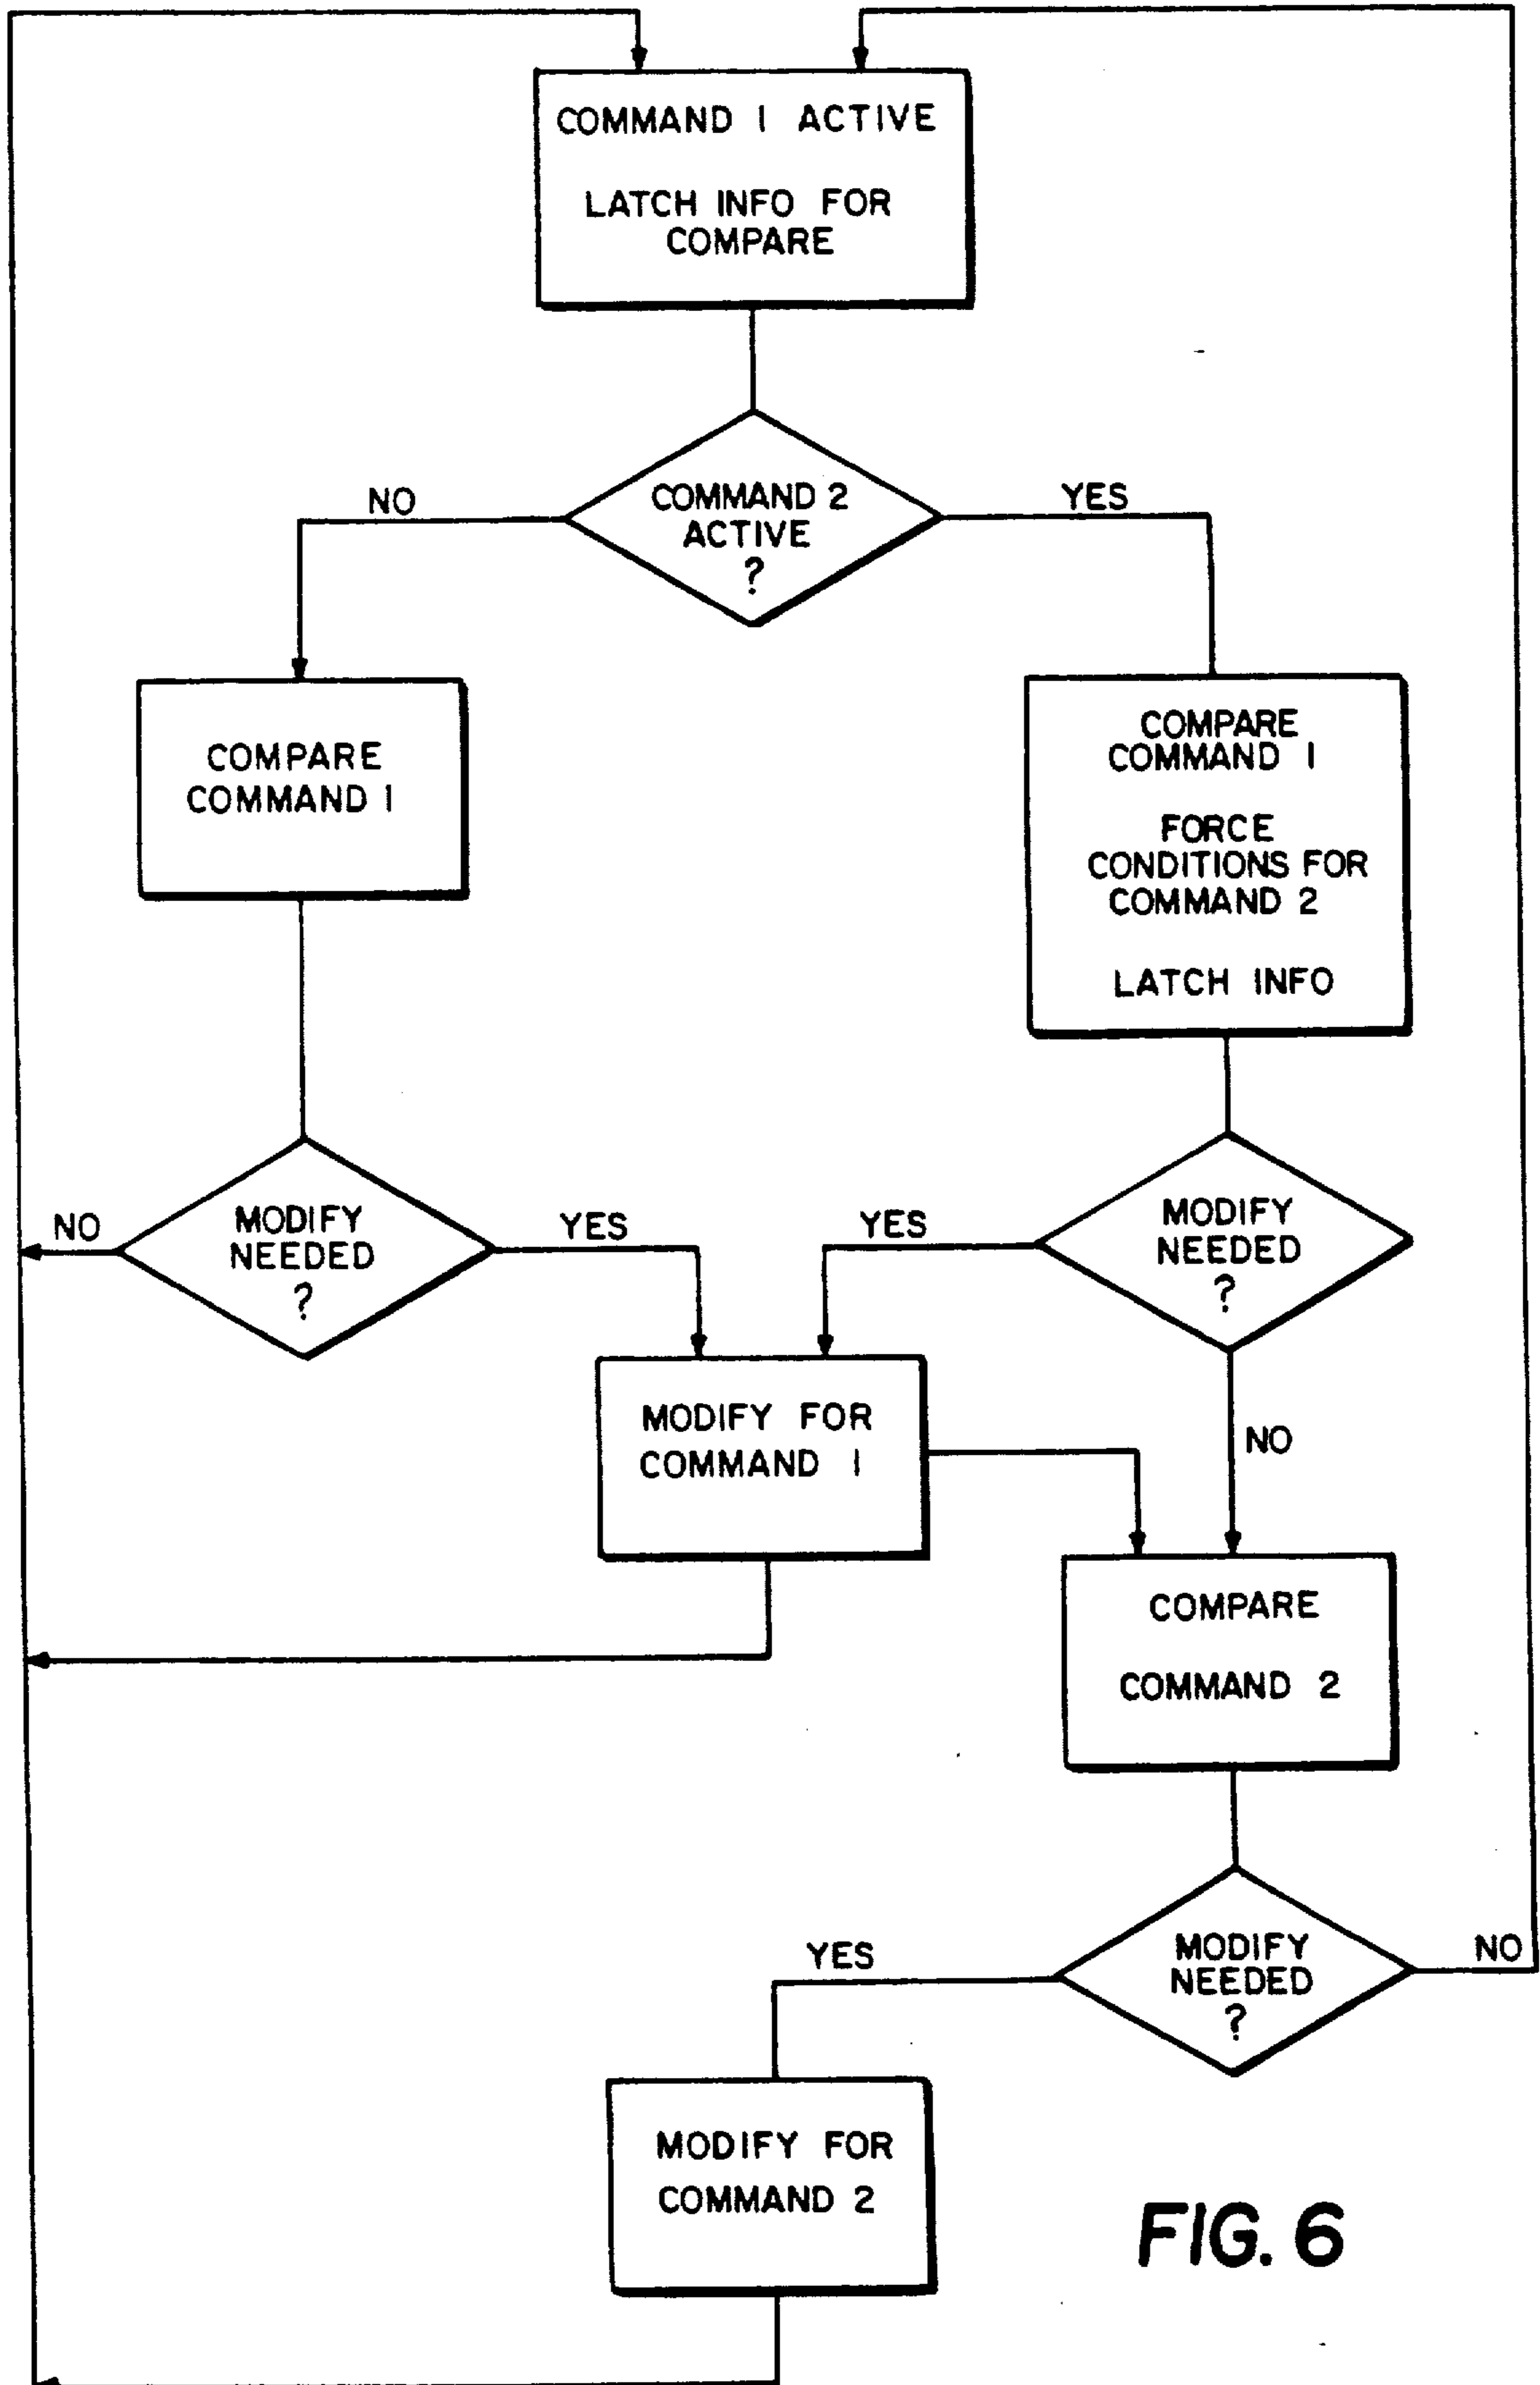 COMMAND 1 ACTIVE
LATCH INFO FOR
COMPARE
NO
COMMAND 2
ACTIVE
?
YES
COMPARE
COMMAND 1
COMPARE
COMMAND 1
FORCE
CONDITIONS FOR
COMMAND 2
LATCH INFO
NO
MODIFY
NEEDED
?
YES
YES
MODIFY
NEEDED
?
NO
MODIFY FOR
COMMAND 1
COMPARE
COMMAND 2
YES
MODIFY
NEEDED
?
NO
MODIFY FOR
COMMAND 2
FIG. 6